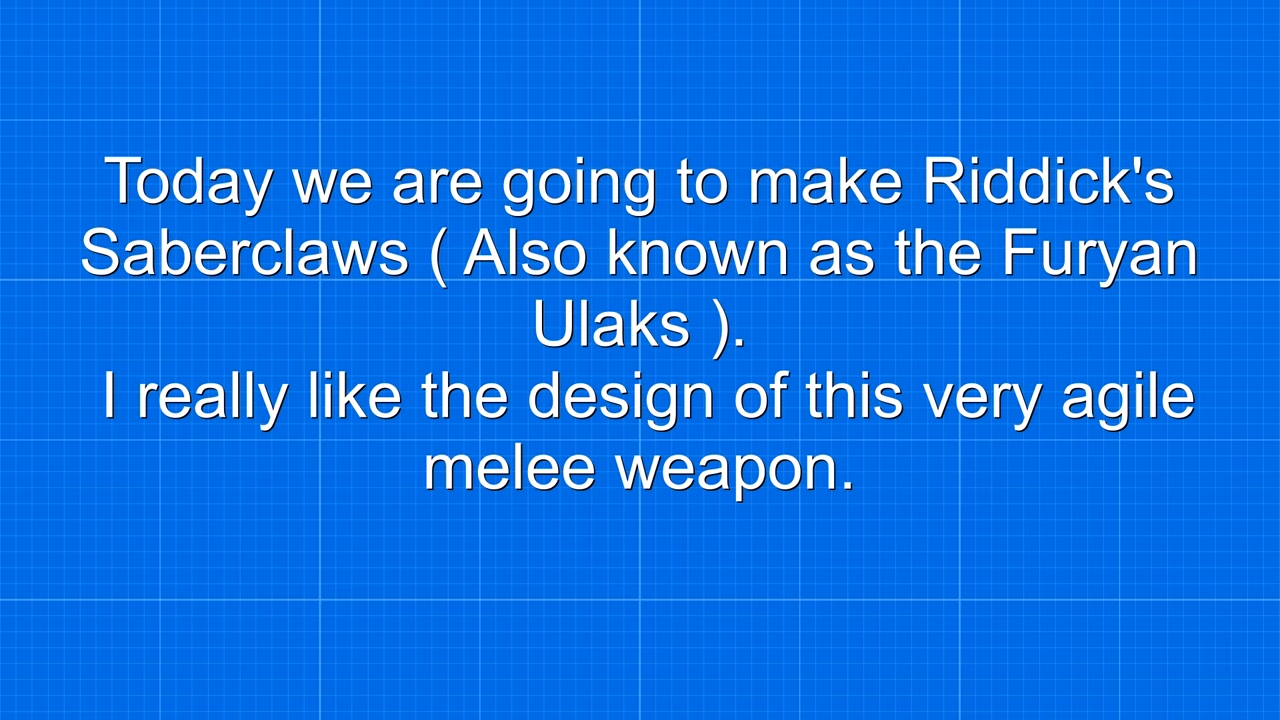 Today we are going to make Riddick's
Saberclaws ( Also known as the Furyan
Ulaks ).
I really like the design of this very agile
melee weapon.